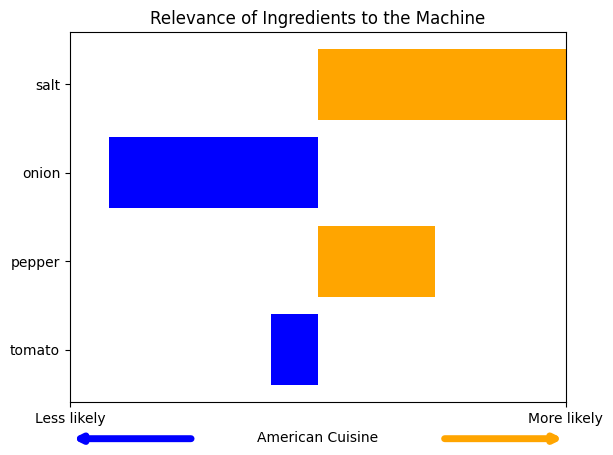 Relevance of Ingredients to the Machine
salt
onion
pepper
tomato
Less likely
More likely
American Cuisine